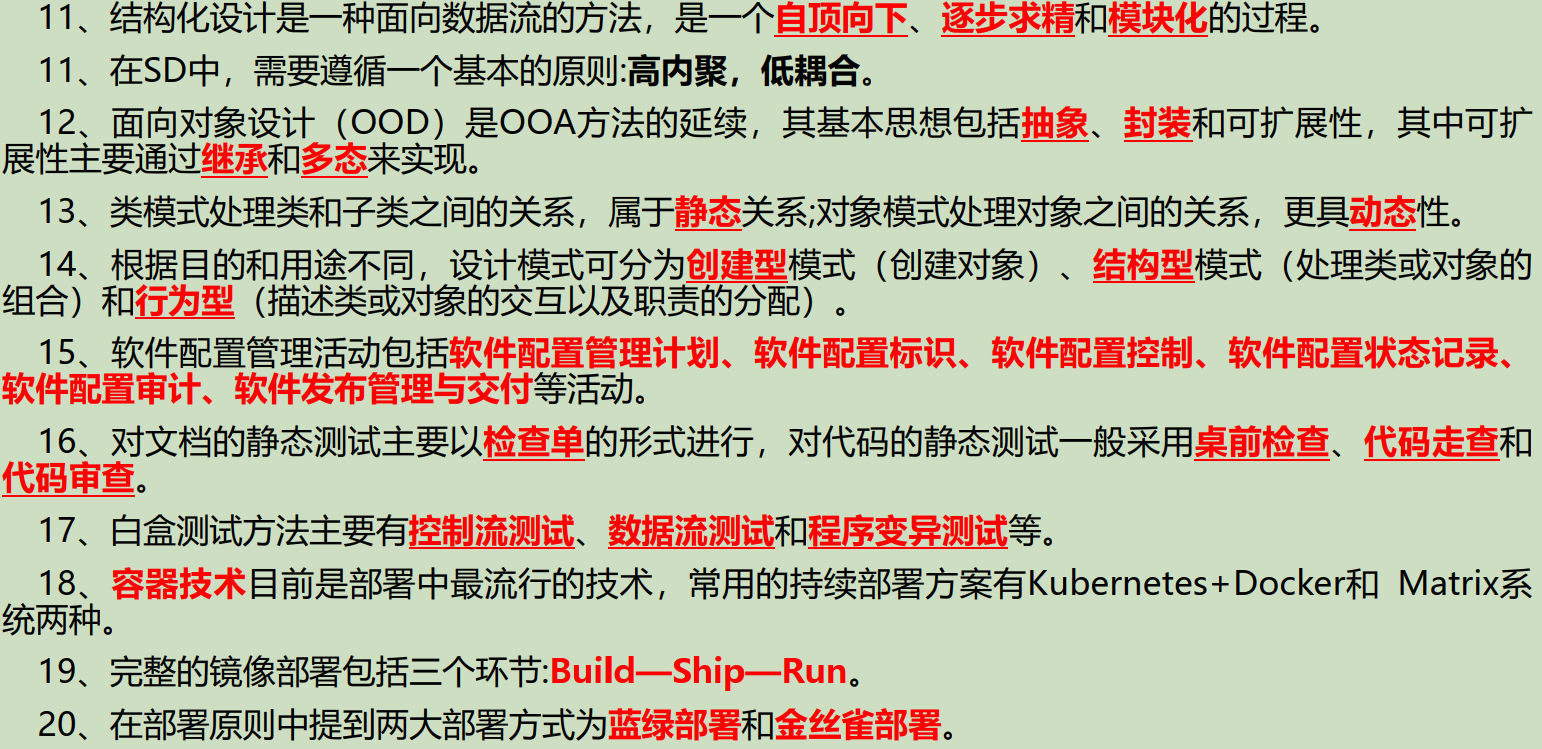 11、结构化设计是一种面向数据流的方法，是一个自顶向下、逐步求精和模块化的过程。
11、在SD中，需要遵循一个基本的原则:高内聚，低耦合。
12、面向对象设计（OOD）是OOA方法的延续，其基本思想包括抽象、封装和可扩展性，其中可扩
展性主要通过继承和多态来实现。
13、类模式处理类和子类之间的关系，属于静态关系;对象模式处理对象之间的关系，更具动态性。
14、根据目的和用途不同，设计模式可分为创建型模式（创建对象）、结构型模式（处理类或对象的
组合）和行为型（描述类或对象的交互以及职责的分配）。
15、软件配置管理活动包括软件配置管理计划、软件配置标识、软件配置控制、软件配置状态记录、
软件配置审计、软件发布管理与交付等活动。
16、对文档的静态测试主要以检查单的形式进行，对代码的静态测试一般采用桌前检查、代码走查和
代码审查。
17、白盒测试方法主要有控制流测试、数据流测试和程序变异测试等。
18、容器技术目前是部署中最流行的技术，常用的持续部署方案有Kubernetes+Docker和 Matrix系
统两种。
19、完整的镜像部署包括三个环节:Build—Ship—Run。
20、在部署原则中提到两大部署方式为蓝绿部署和金丝雀部署。